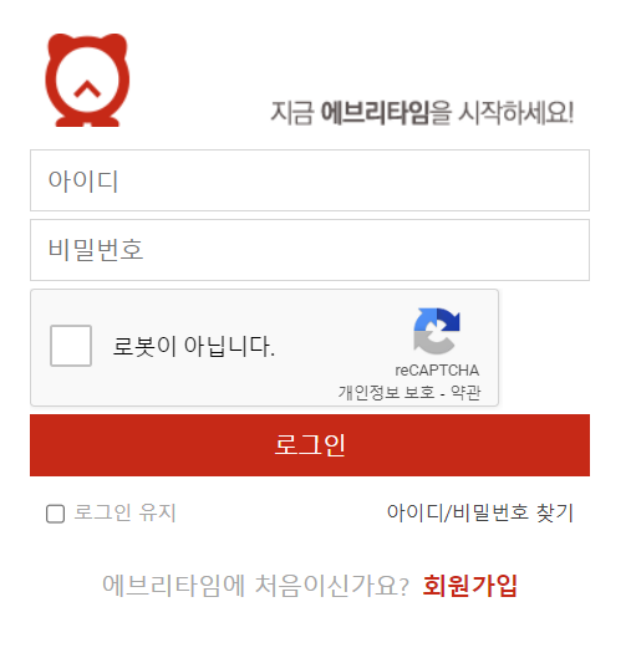 지금 에브리타임을 시작하세요!
아이디
비밀번호
로봇이 아닙니다.
reCAPTCHA
개인정보 보호 - 약관
로그인
로그인 유지 아이디/비밀번호 찾기
에브리타임에 처음이신가요? 회원가입